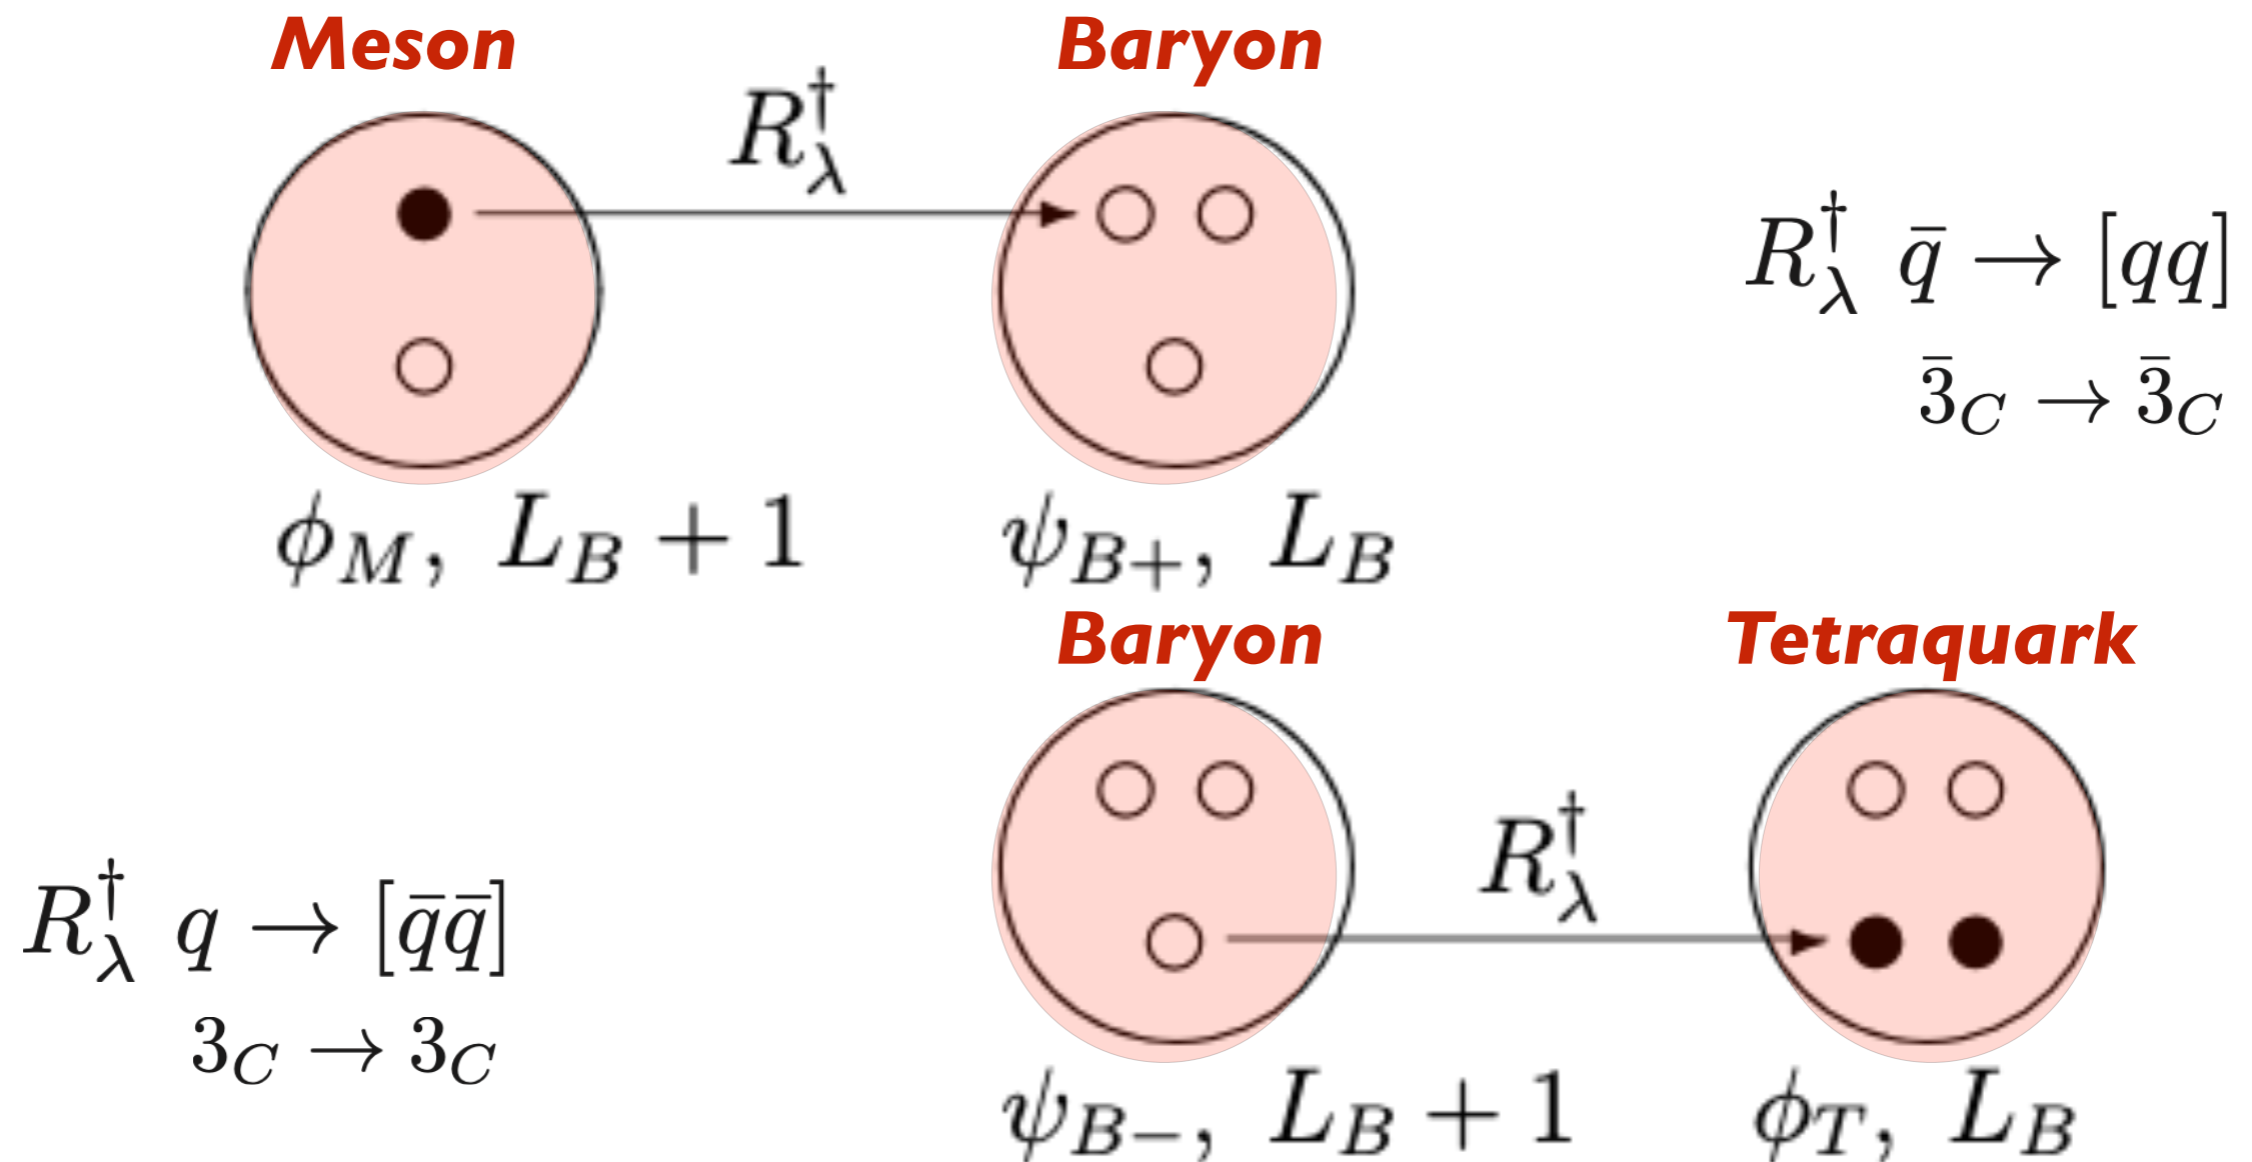 Meson Baryon
R†λ
R†λ q̄ → [qq]
3̄C → 3̄C
ϕM, LB + 1 ψB+, LB
Baryon Tetraquark
R†λ
R†λ q → [q̄q̄]
3C → 3C
ψB−, LB + 1 ϕT, LB